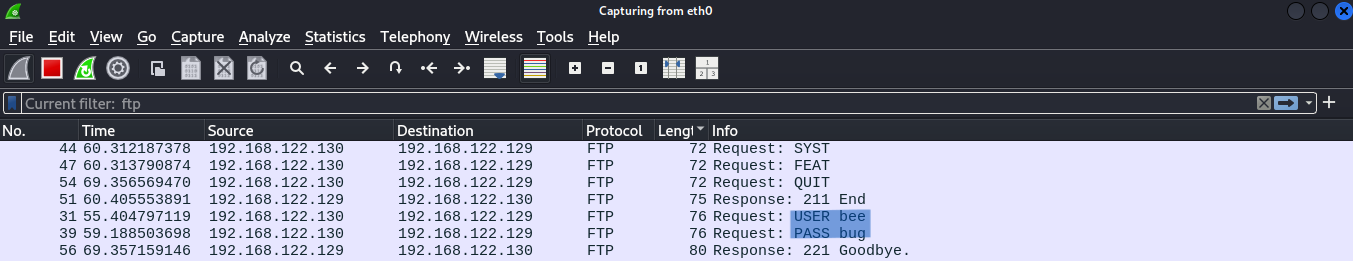 Capturing from eth0
File Edit View Go Capture Analyze Statistics Telephony Wireless Tools Help
Current filter: ftp
No. Time Source Destination Protocol Lengt Info
44 60.312187378 192.168.122.130 192.168.122.129 FTP 72 Request: SYST
47 60.313790874 192.168.122.130 192.168.122.129 FTP 72 Request: FEAT
54 69.356569470 192.168.122.130 192.168.122.129 FTP 72 Request: QUIT
51 60.405553891 192.168.122.129 192.168.122.130 FTP 75 Response: 211 End
31 55.404797119 192.168.122.130 192.168.122.129 FTP 76 Request: USER bee
39 59.188503698 192.168.122.130 192.168.122.129 FTP 76 Request: PASS bug
56 69.357159146 192.168.122.129 192.168.122.130 FTP 80 Response: 221 Goodbye.